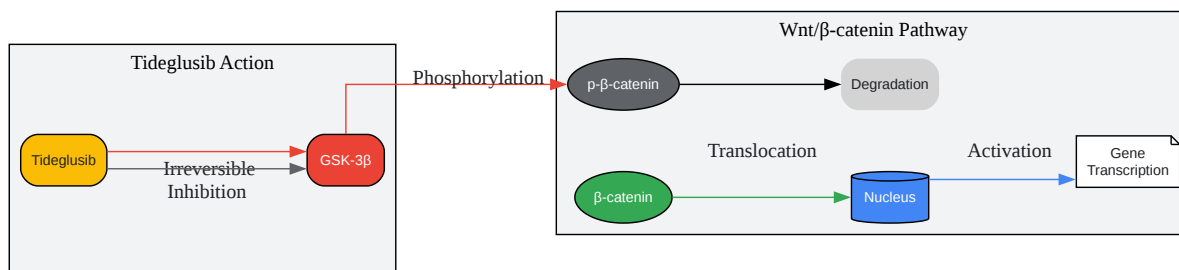 Wnt/β-catenin Pathway
Tideglusib Action
Phosphorylation
p-β-catenin
Degradation
Tideglusib
Irreversible
Inhibition
GSK-3β
Translocation
Activation
Gene
Transcription
β-catenin
Nucleus